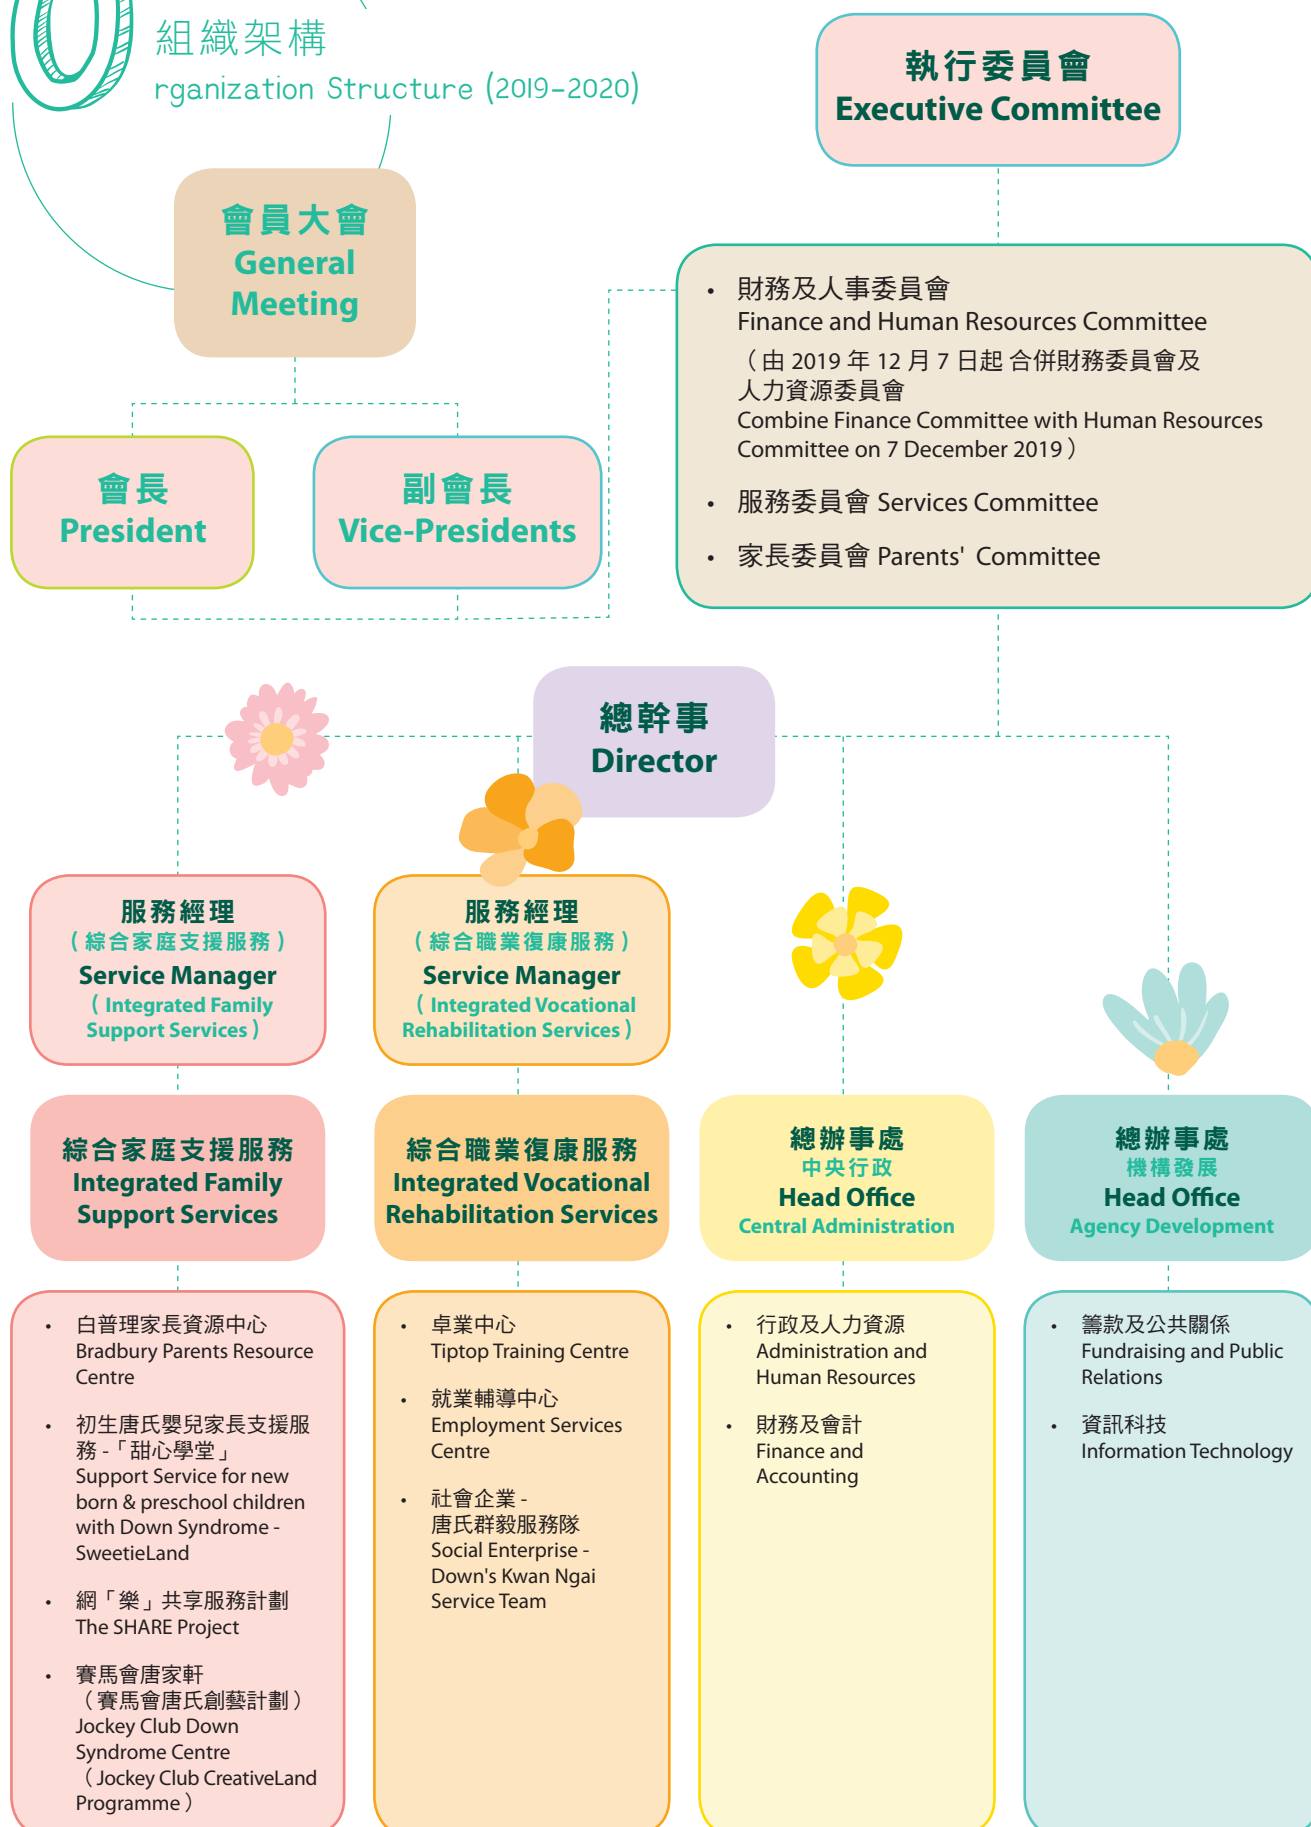 組織架構
Organization Structure (2019-2020)
執行委員會
Executive Committee
會員大會
General
Meeting
• 財務及人事委員會
Finance and Human Resources Committee
（由 2019 年 12 月 7 日起 合併財務委員會及
人力資源委員會
Combine Finance Committee with Human Resources
Committee on 7 December 2019）
• 服務委員會 Services Committee
• 家長委員會 Parents' Committee
會長
President
副會長
Vice-Presidents
總幹事
Director
服務經理
(綜合家庭支援服務)
Service Manager
(Integrated Family
Support Services)
服務經理
(綜合職業復康服務)
Service Manager
(Integrated Vocational
Rehabilitation Services)
綜合家庭支援服務
Integrated Family
Support Services
綜合職業復康服務
Integrated Vocational
Rehabilitation Services
總辦事處
中央行政
Head Office
Central Administration
總辦事處
機構發展
Head Office
Agency Development
• 白普理家長資源中心
Bradbury Parents Resource
Centre
• 初生唐氏嬰兒家長支援服
務 -「甜心學堂」
Support Service for new
born & preschool children
with Down Syndrome -
SweetieLand
• 網「樂」共享服務計劃
The SHARE Project
• 賽馬會唐家軒
（賽馬會唐氏創藝計劃）
Jockey Club Down
Syndrome Centre
（Jockey Club CreativeLand
Programme）
• 卓業中心
Tiptop Training Centre
• 就業輔導中心
Employment Services
Centre
• 社會企業 -
唐氏群毅服務隊
Social Enterprise -
Down's Kwan Ngai
Service Team
• 行政及人力資源
Administration and
Human Resources
• 財務及會計
Finance and
Accounting
• 籌款及公共關係
Fundraising and Public
Relations
• 資訊科技
Information Technology